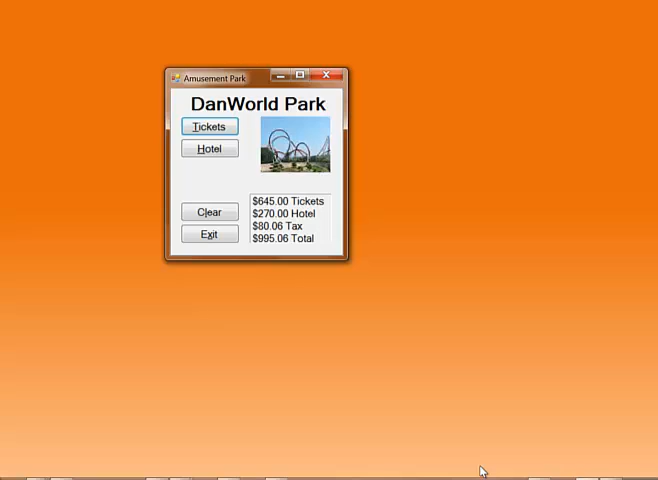 Amusement Park
DanWorld Park
Tickets
Hotel
Clear
Exit
$645.00 Tickets
$270.00 Hotel
$80.06 Tax
$995.06 Total